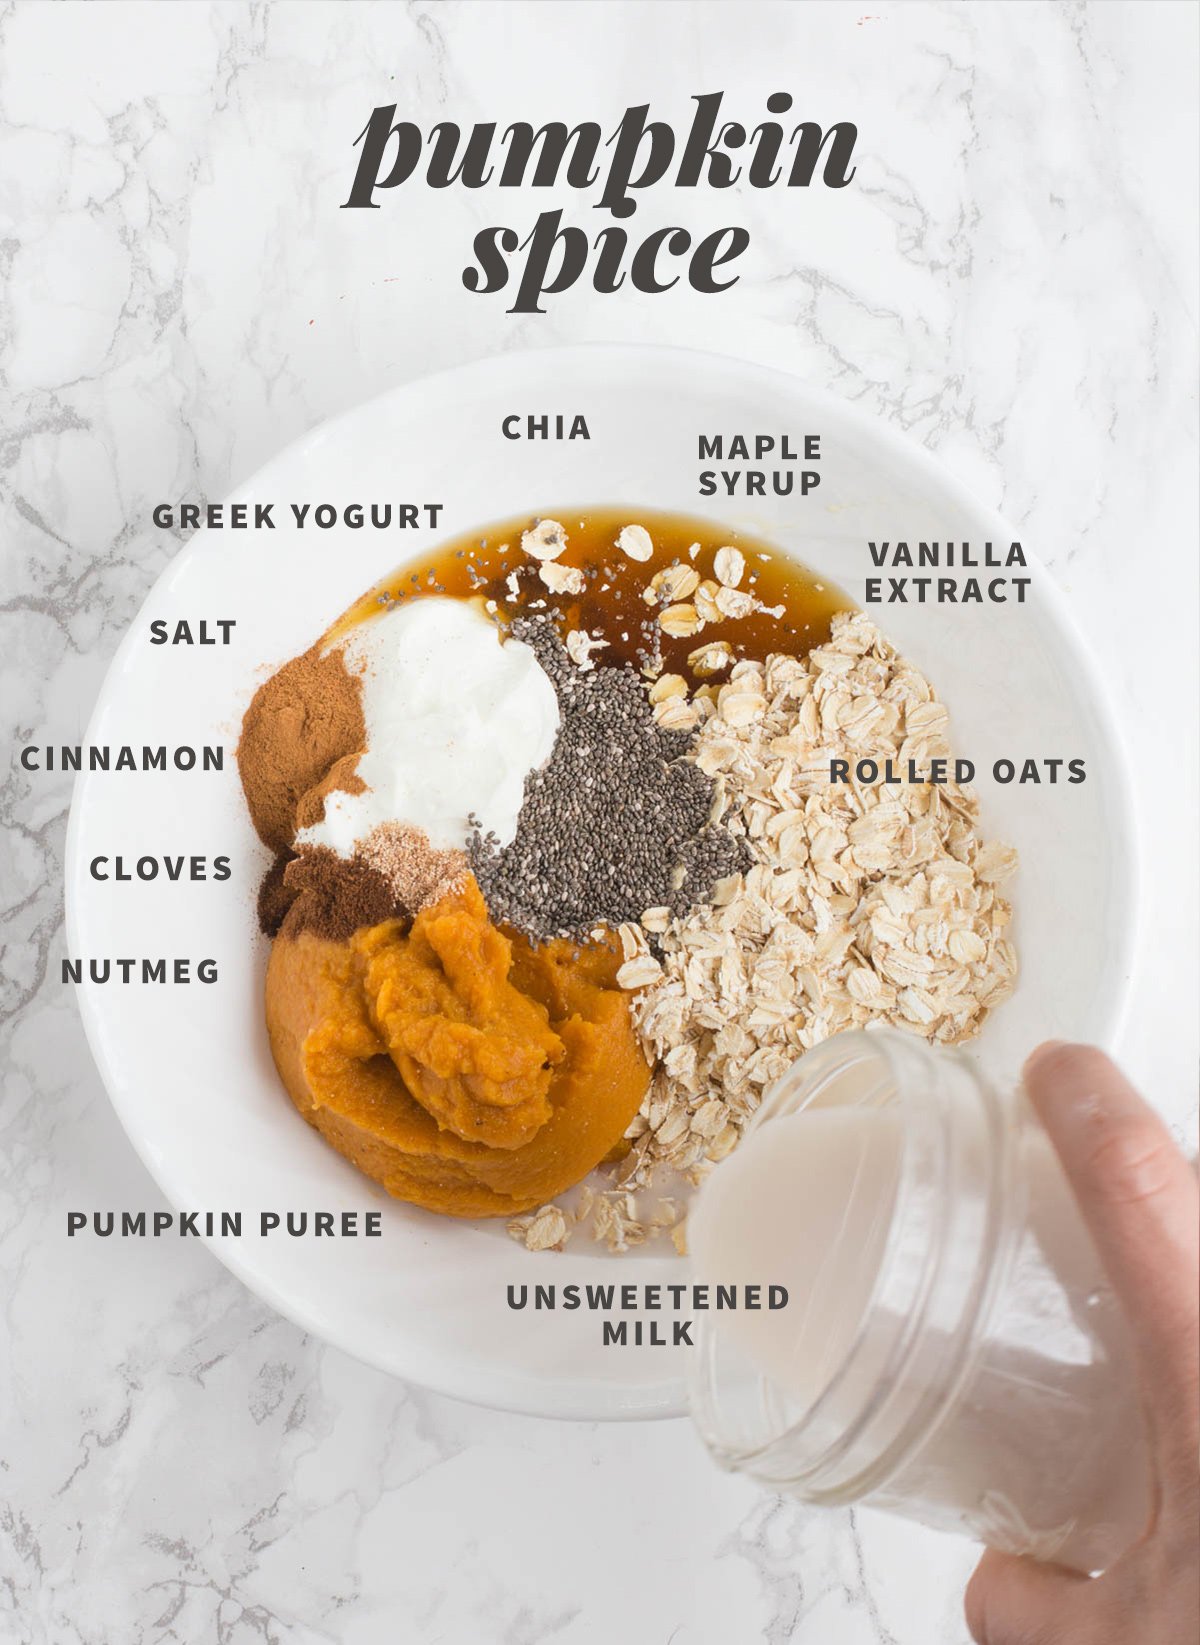 pumpkin
spice
CHIA
MAPLE
SYRUP
GREEK YOGURT
VANILLA
EXTRACT
SALT
CINNAMON
ROLLED OATS
CLOVES
NUTMEG
PUMPKIN PUREE
UNSWEETENED
MILK